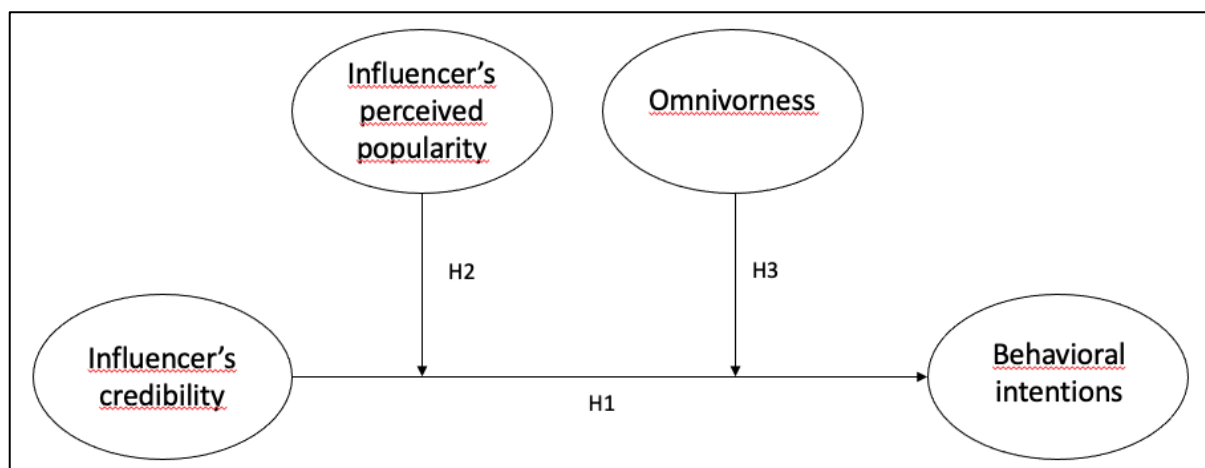 Influencer's
perceived
popularity
Omnivorness
H2
H3
Influencer's
credibility
H1
Behavioral
intentions